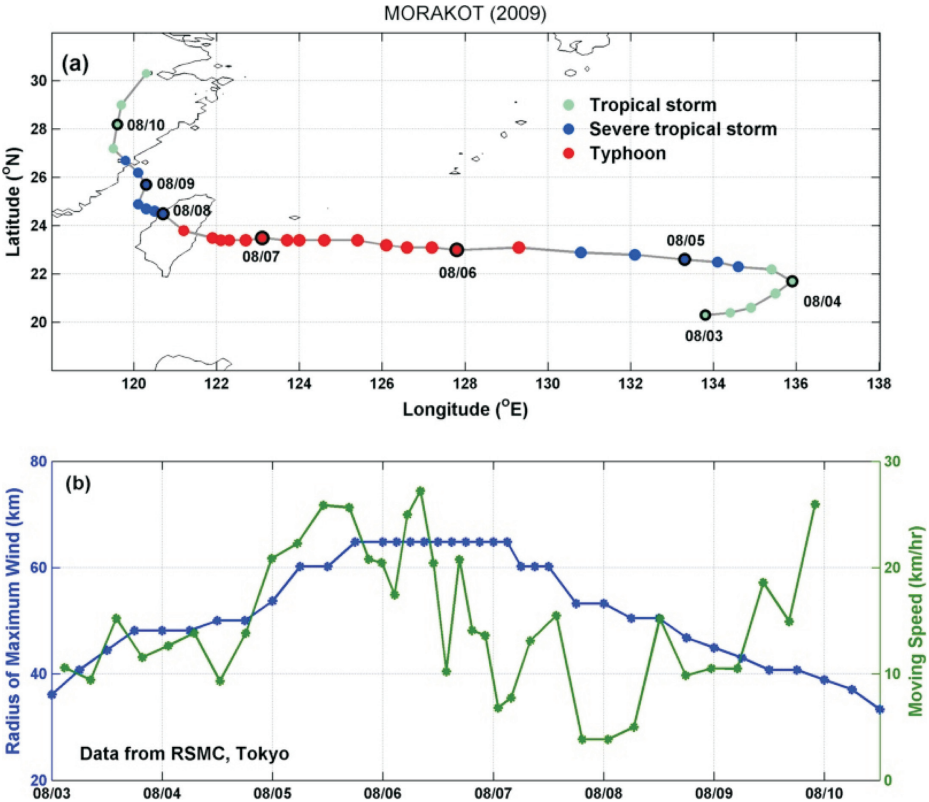 MORAKOT (2009)
(a)
30
28
26
24
22
20
Latitude (°N)
Tropical storm
Severe tropical storm
Typhoon
08/10
08/09
08/08
08/07
08/06
08/05
08/04
08/03
120 122 124 126 128 130 132 134 136 138
Longitude (°E)
(b)
80
60
40
20
Radius of Maximum Wind (km)
30
20
10
0
Moving Speed (km/hr)
Data from RSMC, Tokyo
08/03 08/04 08/05 08/06 08/07 08/08 08/09 08/10